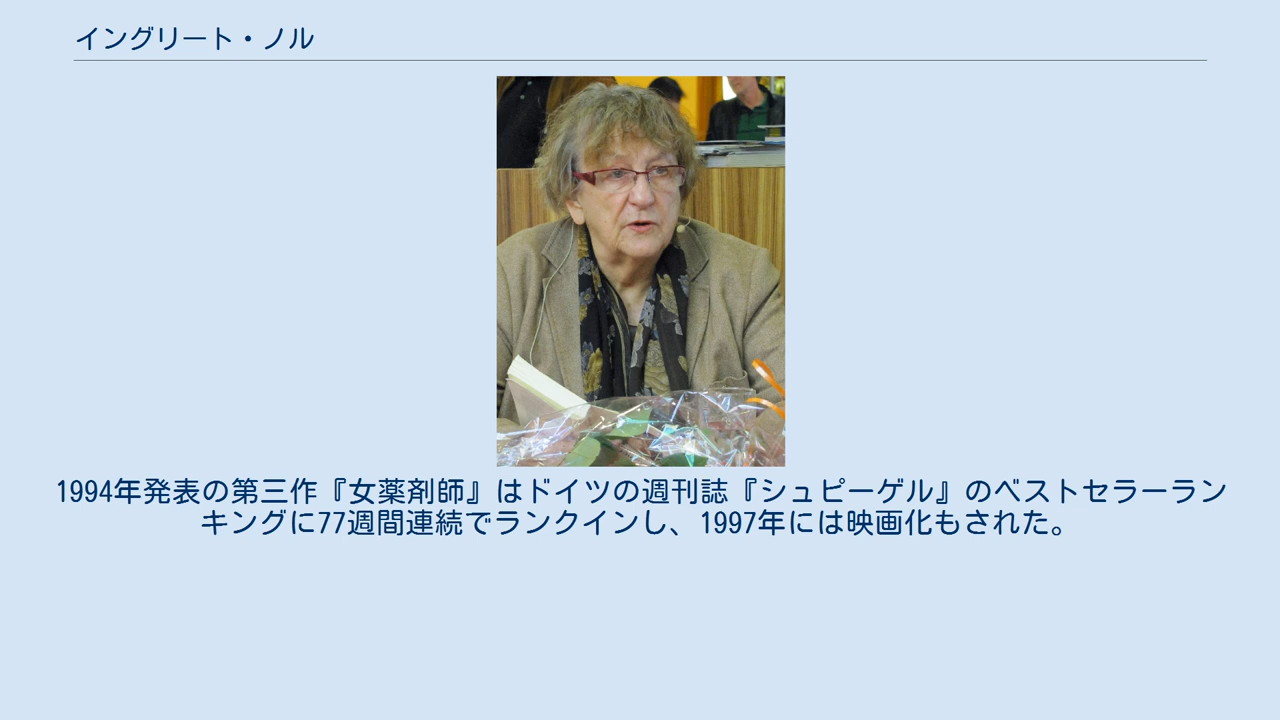 イングリート・ノル
1994年発表の第三作『女薬剤師』はドイツの週刊誌『シュピーゲル』のベストセラーラン
キングに77週間連続でランクインし、1997年には映画化もされた。